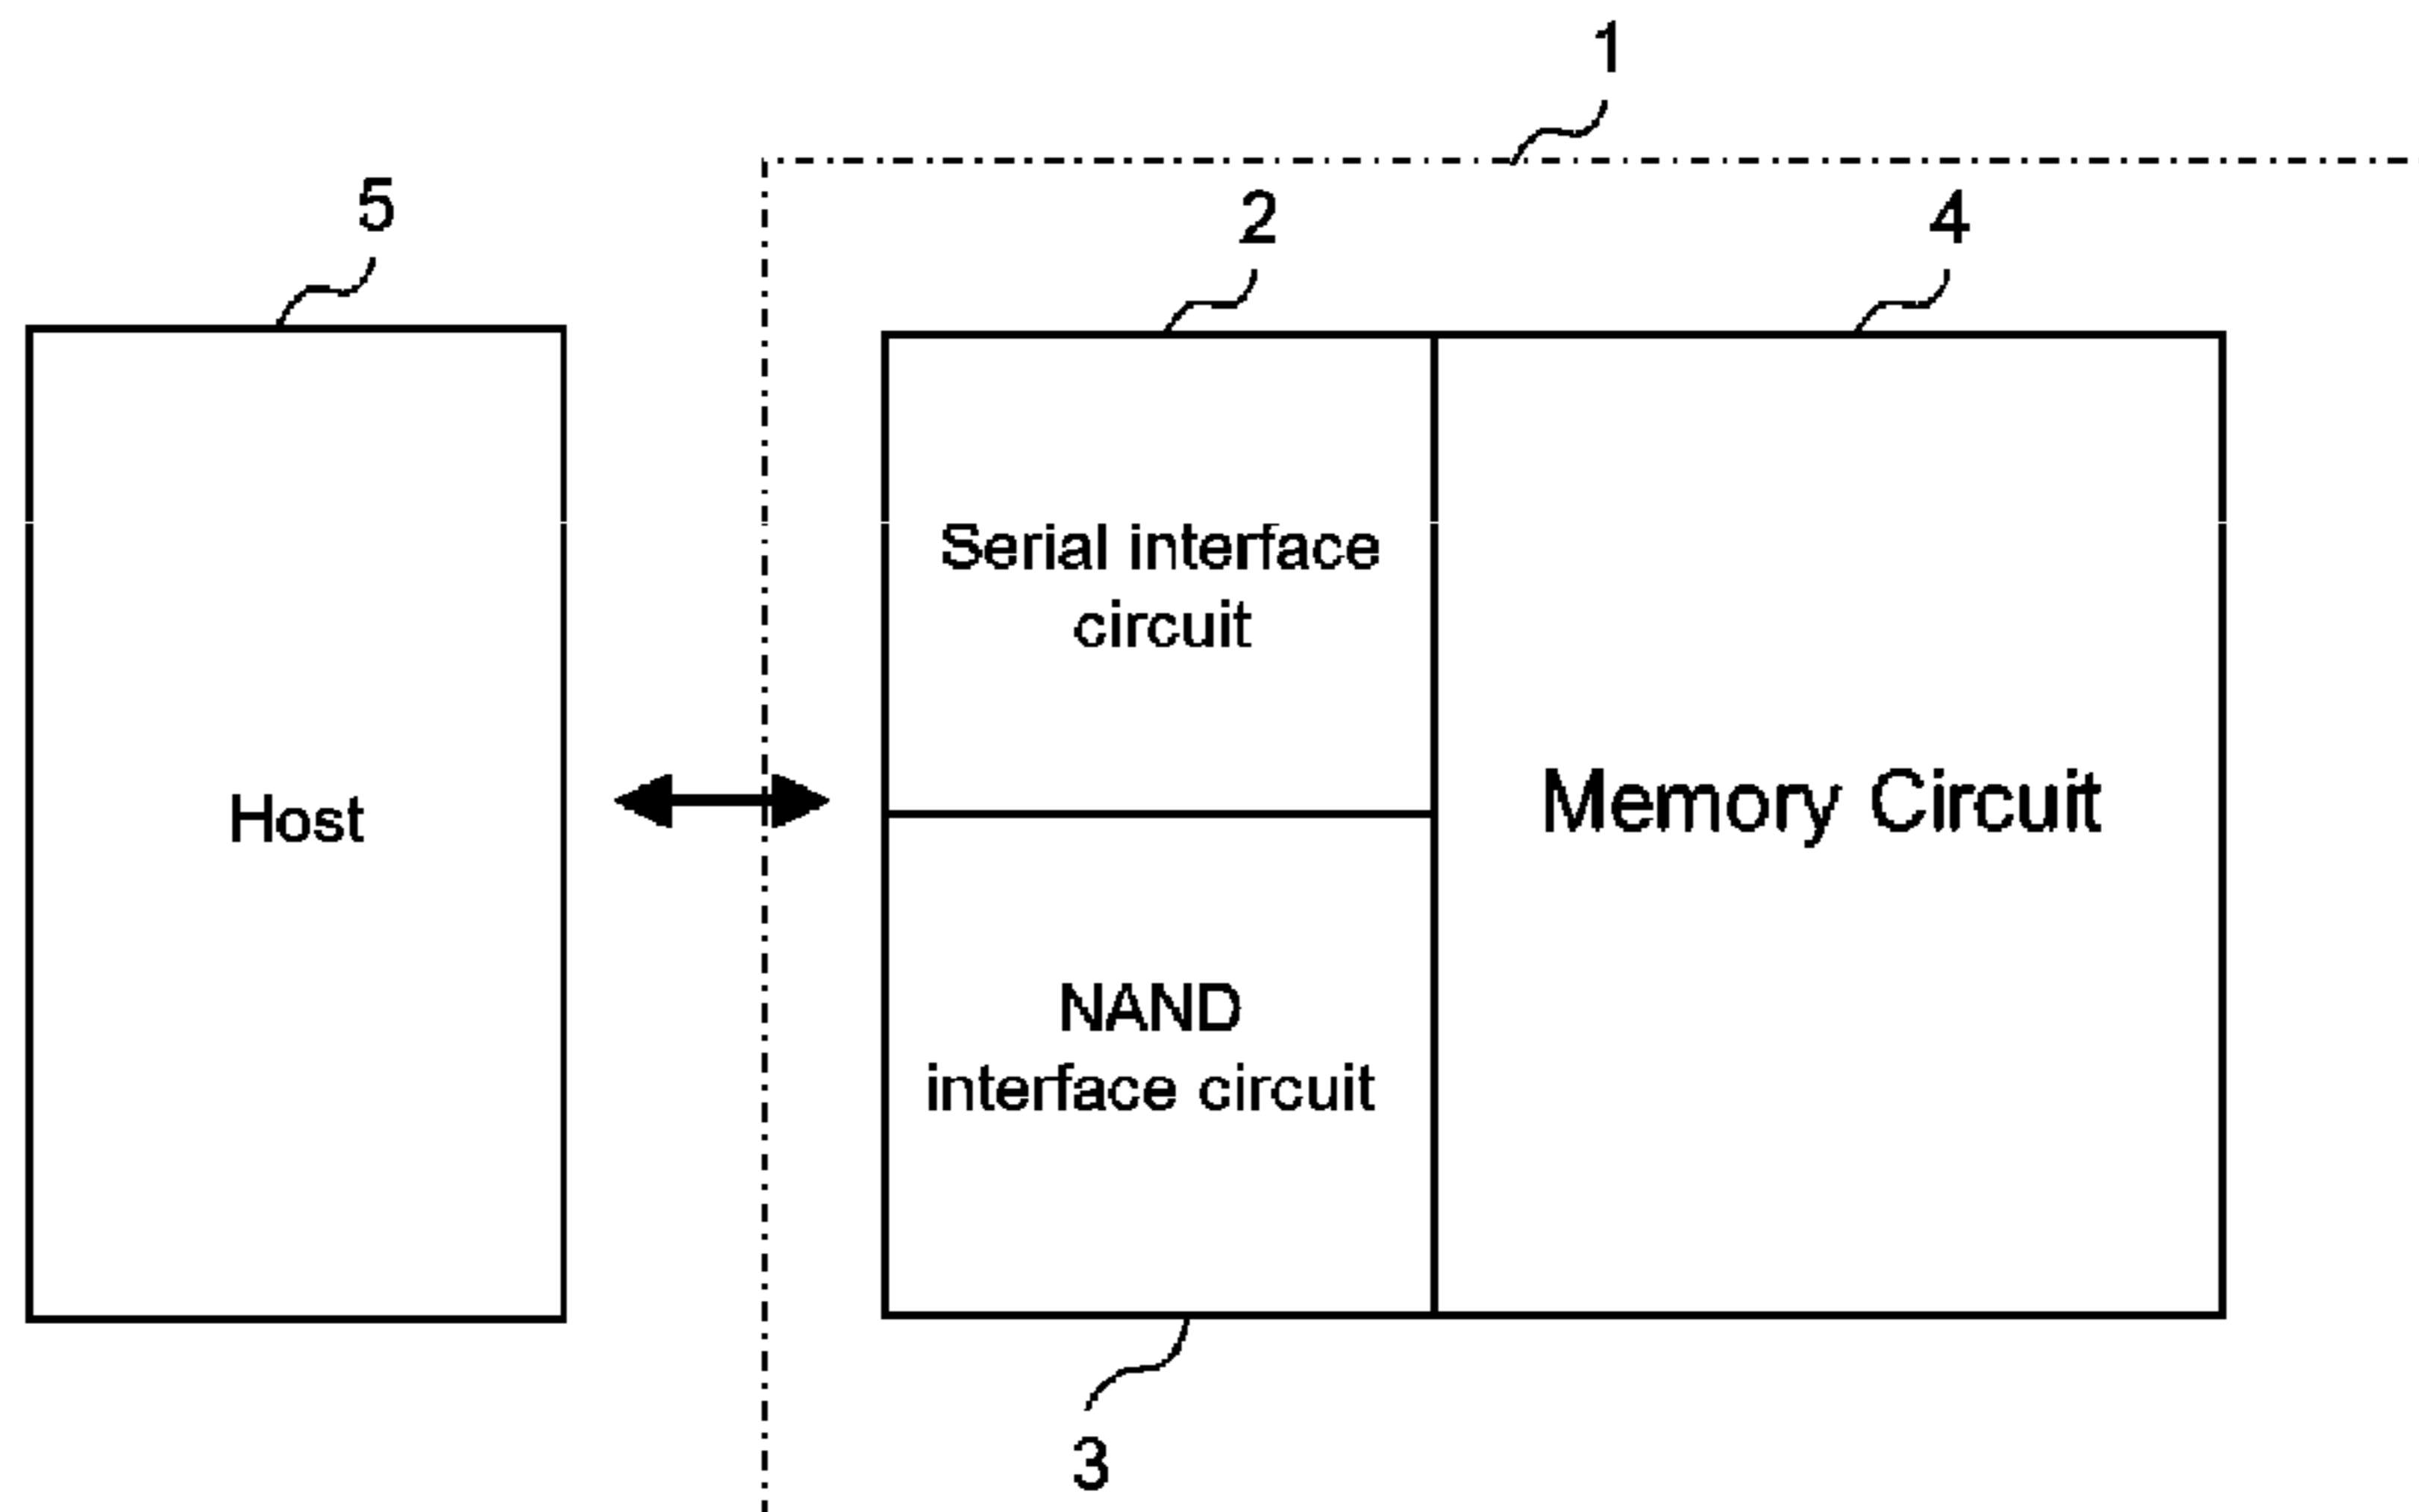 1
5
2
4
Serial interface
circuit
Host
Memory Circuit
NAND
interface circuit
3